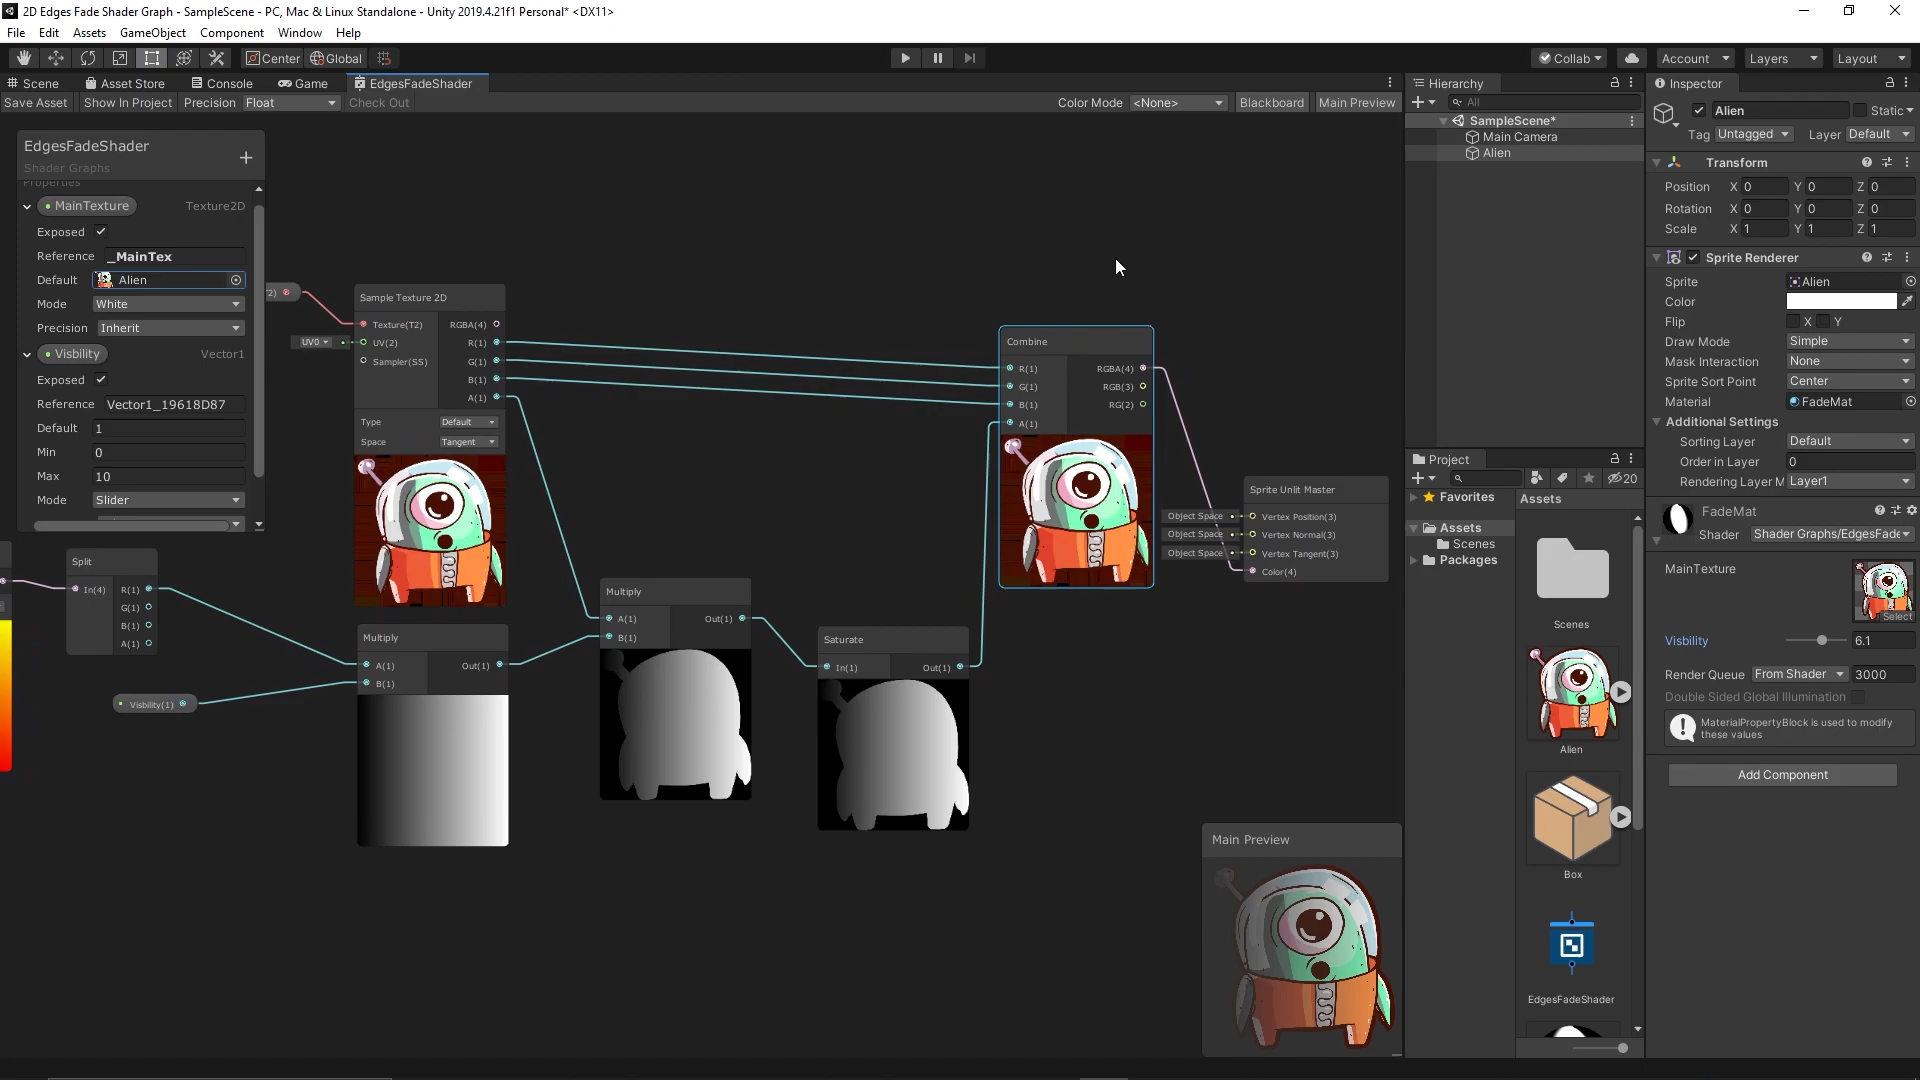 2D Edges Fade Shader Graph - SampleScene - PC, Mac & Linux Standalone - Unity 2019.4.21f1 Personal* <DX11>
File Edit Assets GameObject Component Window Help
Center Global Collab Account Layers Layout
Scene Asset Store Console Game EdgesFadeShader
Save Asset Show In Project Precision Float Check Out Color Mode <None> Blackboard Main Preview
EdgesFadeShader
Shader Graphs
Properties
MainTexture Texture2D
Exposed
Reference _MainTex
Default Alien
Mode White
Precision Inherit
Visbility Vector1
Exposed
Reference Vector1_19618D87
Default 1
Min 0
Max 10
Mode Slider
Sample Texture 2D
Texture(T2) RGBA(4)
UV0 UV(2) R(1)
Sampler(SS) G(1)
B(1)
A(1)
Type Default
Space Tangent
Split
In(4) R(1)
G(1)
B(1)
A(1)
Visbility(1)
Multiply
A(1) Out(1)
B(1)
Multiply
A(1) Out(1)
B(1)
Saturate
In(1) Out(1)
Combine
R(1) RGBA(4)
G(1) RGB(3)
B(1) RG(2)
A(1)
Sprite Unlit Master
Object Space Vertex Position(3)
Object Space Vertex Normal(3)
Object Space Vertex Tangent(3)
Color(4)
Main Preview
Hierarchy
All
SampleScene*
Main Camera
Alien
Project
20
Favorites
Assets
Scenes
Packages
Assets
Scenes
Alien
Box
EdgesFadeShader
Inspector
Alien Static
Tag Untagged Layer Default
Transform
Position X 0 Y 0 Z 0
Rotation X 0 Y 0 Z 0
Scale X 1 Y 1 Z 1
Sprite Renderer
Sprite Alien
Color
Flip X Y
Draw Mode Simple
Mask Interaction None
Sprite Sort Point Center
Material FadeMat
Additional Settings
Sorting Layer Default
Order in Layer 0
Rendering Layer M Layer1
FadeMat
Shader Shader Graphs/EdgesFade
MainTexture
Select
Visbility 6.1
Render Queue From Shader 3000
Double Sided Global Illumination
MaterialPropertyBlock is used to modify
these values
Add Component